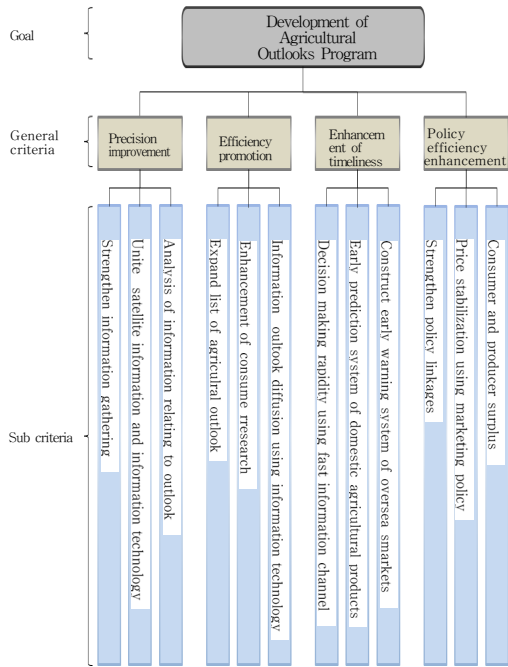 Goal
Development of
Agricultural
Outlooks Program
General
criteria
Precision
improvement
Efficiency
promotion
Enhancem
ent of
timeliness
Policy
efficiency
enhancement
Sub criteria
Strengthen information gathering
Unite satellite information and information technology
Analysis of information relating to outlook
Expand list of agriculral outlook
Enhancement of consume rresearch
Information oultook diffusion using information technology
Decision making rapidity using fast information channel
Early prediction system of domestic agricultural products
Construct early warning system of oversea smarkets
Strengthen policy linkages
Price stabilization using marketing policy
Consumer and producer surplus